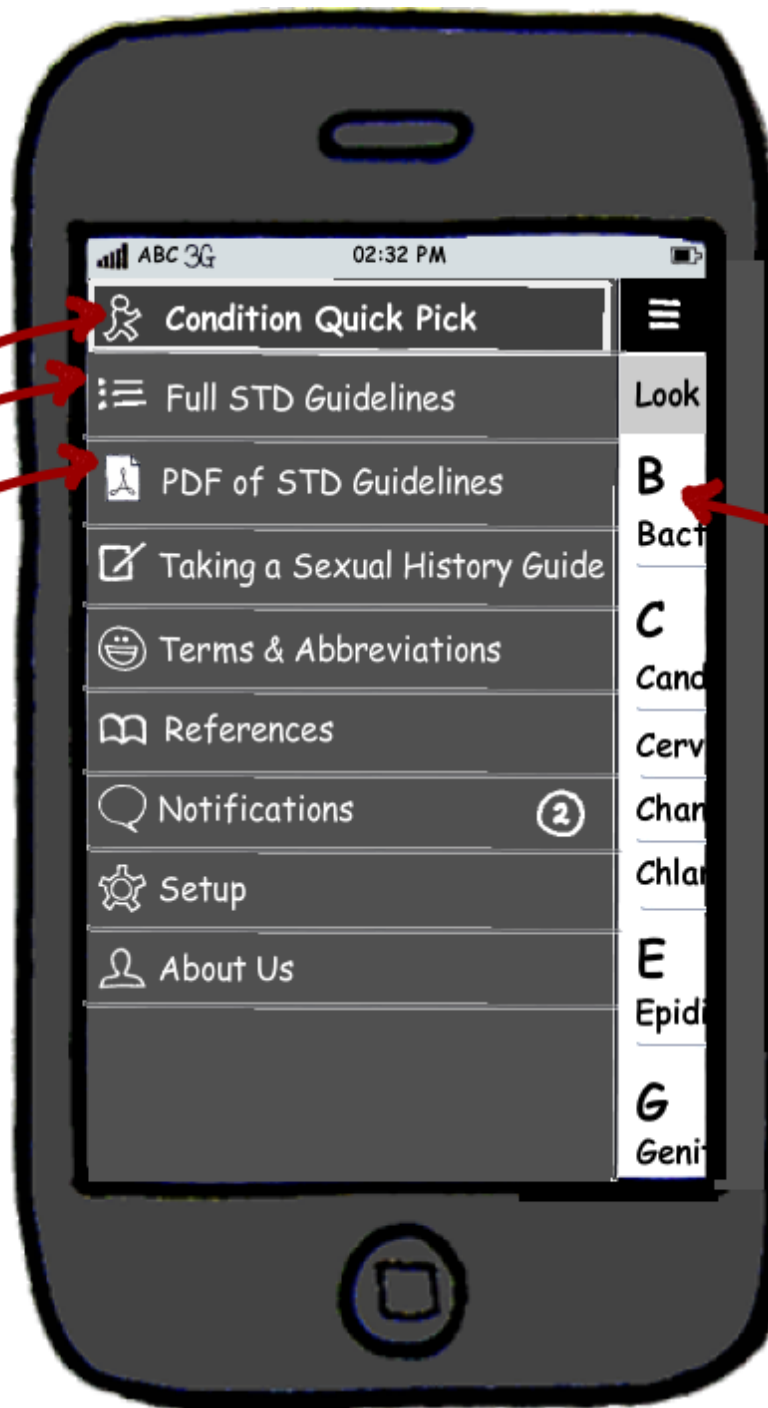 ABC 3G 02:32 PM
Condition Quick Pick
Full STD Guidelines
PDF of STD Guidelines
Taking a Sexual History Guide
Terms & Abbreviations
References
Notifications 2
Setup
About Us
Look
B
Bact
C
Cand
Cerv
Chan
Chlam
E
Epidi
G
Geni